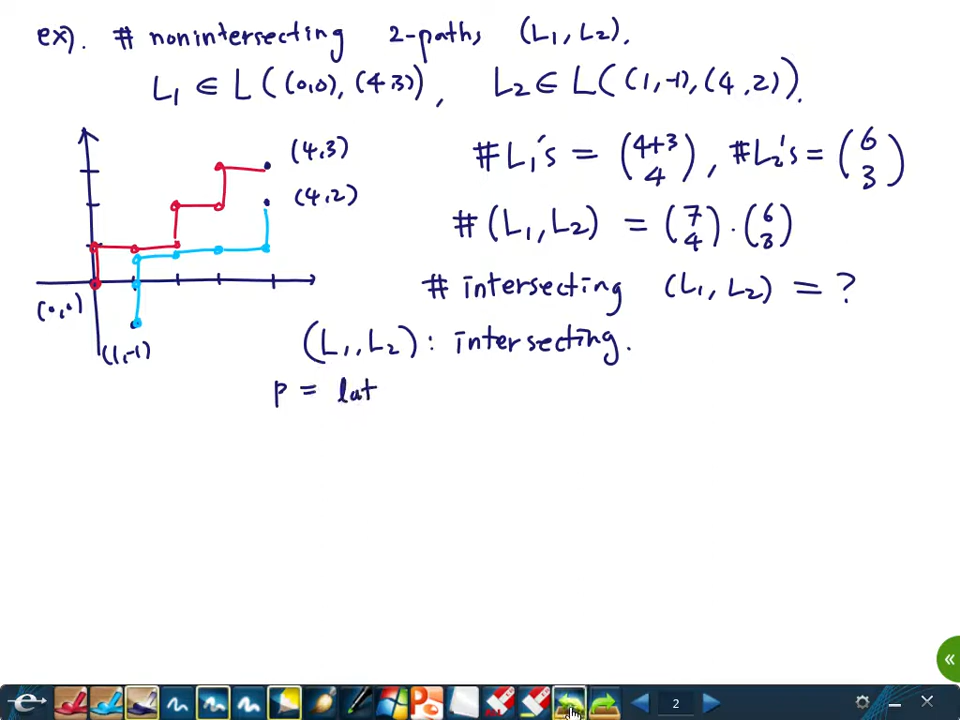 ex). # nonintersecting 2-paths (L₁, L₂).
L₁ ∈ L((0,0), (4,3)), L₂ ∈ L((1,-1), (4,2)).
(4,3)
#L₁'s = (4+3 4), #L₂'s = (6 3)
(4,2)
#(L₁, L₂) = (7 4)·(6 3)
# intersecting (L₁, L₂) = ?
(0,0)
(L₁, L₂): intersecting.
(1,-1)
p = lat
2